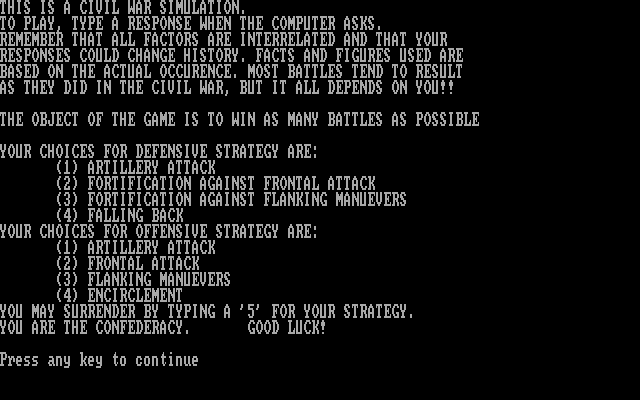 THIS IS A CIVIL WAR SIMULATION.
TO PLAY, TYPE A RESPONSE WHEN THE COMPUTER ASKS.
REMEMBER THAT ALL FACTORS ARE INTERRELATED AND THAT YOUR
RESPONSES COULD CHANGE HISTORY. FACTS AND FIGURES USED ARE
BASED ON THE ACTUAL OCCURENCE. MOST BATTLES TEND TO RESULT
AS THEY DID IN THE CIVIL WAR, BUT IT ALL DEPENDS ON YOU!!
THE OBJECT OF THE GAME IS TO WIN AS MANY BATTLES AS POSSIBLE
YOUR CHOICES FOR DEFENSIVE STRATEGY ARE:
(1) ARTILLERY ATTACK
(2) FORTIFICATION AGAINST FRONTAL ATTACK
(3) FORTIFICATION AGAINST FLANKING MANUEVERS
(4) FALLING BACK
YOUR CHOICES FOR OFFENSIVE STRATEGY ARE:
(1) ARTILLERY ATTACK
(2) FRONTAL ATTACK
(3) FLANKING MANUEVERS
(4) ENCIRCLEMENT
YOU MAY SURRENDER BY TYPING A '5' FOR YOUR STRATEGY.
YOU ARE THE CONFEDERACY. GOOD LUCK!
Press any key to continue